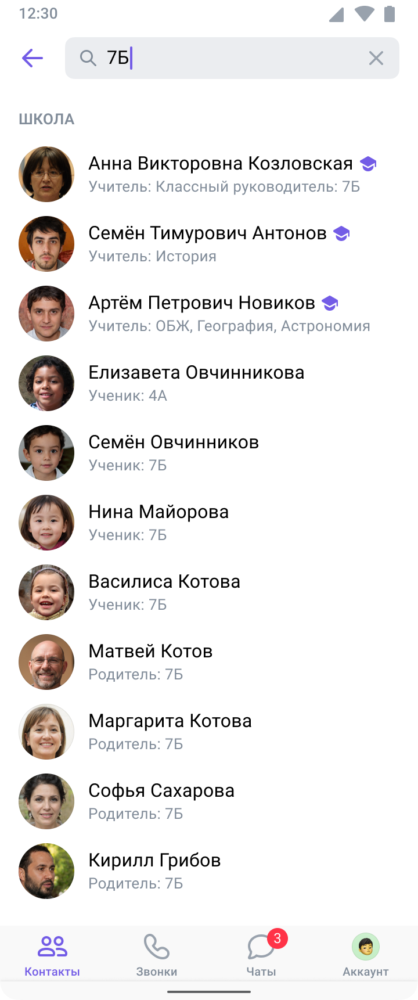 12:30
7Б
ШКОЛА
Анна Викторовна Козловская
Учитель: Классный руководитель: 7Б
Семён Тимурович Антонов
Учитель: История
Артём Петрович Новиков
Учитель: ОБЖ, География, Астрономия
Елизавета Овчинникова
Ученик: 4А
Семён Овчинников
Ученик: 7Б
Нина Майорова
Ученик: 7Б
Василиса Котова
Ученик: 7Б
Матвей Котов
Родитель: 7Б
Маргарита Котова
Родитель: 7Б
Софья Сахарова
Родитель: 7Б
Кирилл Грибов
Родитель: 7Б
3
Контакты Звонки Чаты Аккаунт